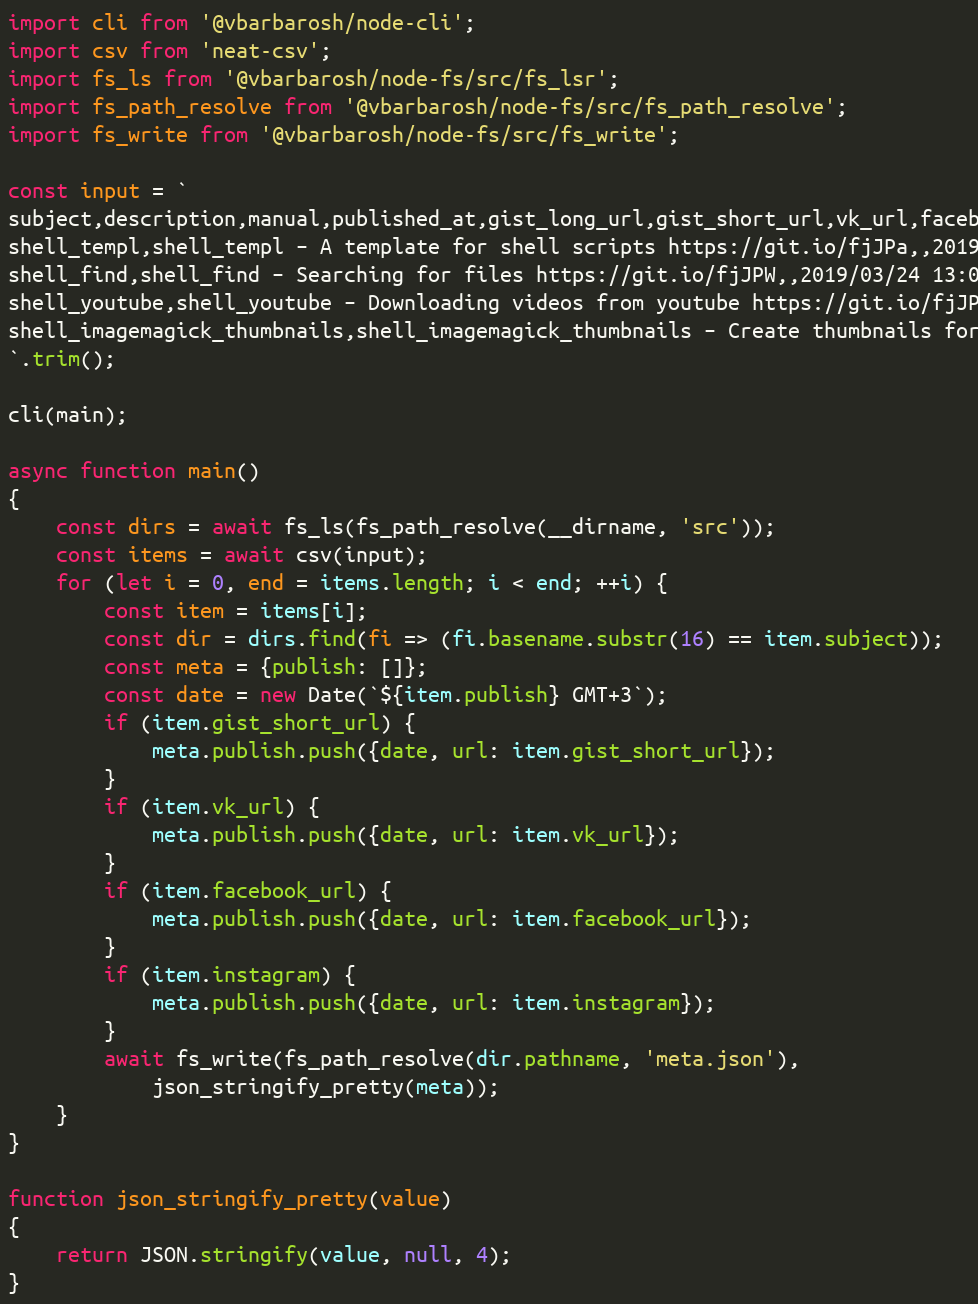 import cli from '@vbarbarosh/node-cli';
import csv from 'neat-csv';
import fs_ls from '@vbarbarosh/node-fs/src/fs_lsr';
import fs_path_resolve from '@vbarbarosh/node-fs/src/fs_path_resolve';
import fs_write from '@vbarbarosh/node-fs/src/fs_write';

const input = `
subject,description,manual,published_at,gist_long_url,gist_short_url,vk_url,faceb
shell_templ,shell_templ – A template for shell scripts https://git.io/fjJPa,,2019
shell_find,shell_find – Searching for files https://git.io/fjJPW,,2019/03/24 13:0
shell_youtube,shell_youtube – Downloading videos from youtube https://git.io/fjJP
shell_imagemagick_thumbnails,shell_imagemagick_thumbnails – Create thumbnails for
`.trim();

cli(main);

async function main()
{
    const dirs = await fs_ls(fs_path_resolve(__dirname, 'src'));
    const items = await csv(input);
    for (let i = 0, end = items.length; i < end; ++i) {
        const item = items[i];
        const dir = dirs.find(fi => (fi.basename.substr(16) == item.subject));
        const meta = {publish: []};
        const date = new Date(`${item.publish} GMT+3`);
        if (item.gist_short_url) {
            meta.publish.push({date, url: item.gist_short_url});
        }
        if (item.vk_url) {
            meta.publish.push({date, url: item.vk_url});
        }
        if (item.facebook_url) {
            meta.publish.push({date, url: item.facebook_url});
        }
        if (item.instagram) {
            meta.publish.push({date, url: item.instagram});
        }
        await fs_write(fs_path_resolve(dir.pathname, 'meta.json'),
            json_stringify_pretty(meta));
    }
}

function json_stringify_pretty(value)
{
    return JSON.stringify(value, null, 4);
}